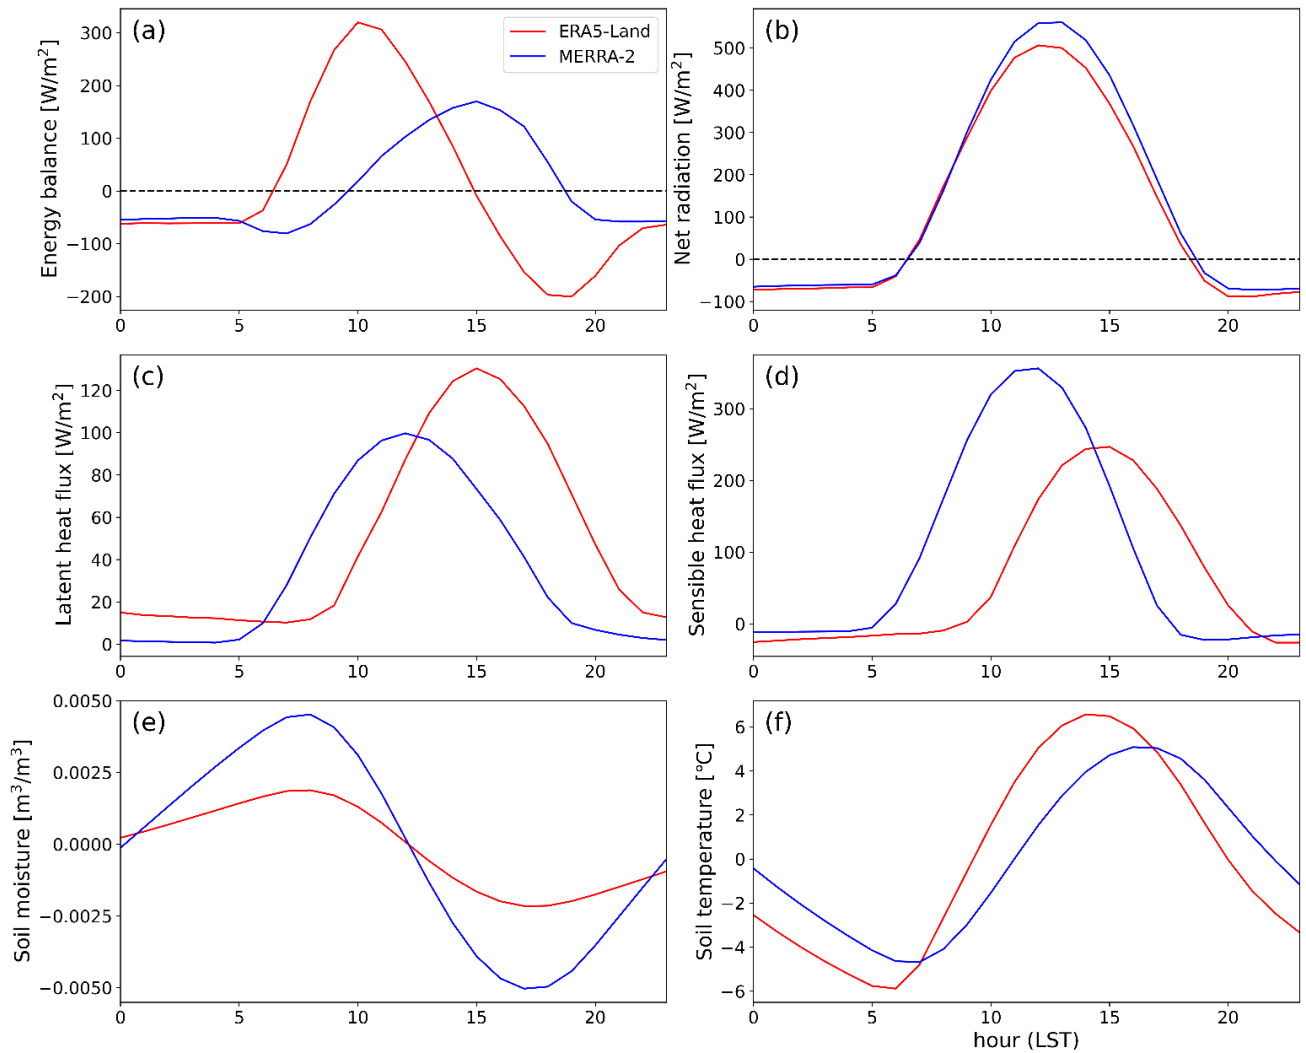 (a)
ERA5-Land
MERRA-2
Energy balance [W/m²]
300
200
100
0
−100
−200
0 5 10 15 20
(b)
Net radiation [W/m²]
500
400
300
200
100
0
−100
0 5 10 15 20
(c)
Latent heat flux [W/m²]
120
100
80
60
40
20
0
0 5 10 15 20
(d)
Sensible heat flux [W/m²]
300
200
100
0
0 5 10 15 20
(e)
Soil moisture [m³/m³]
0.0050
0.0025
0.0000
−0.0025
−0.0050
0 5 10 15 20
(f)
Soil temperature [°C]
6
4
2
0
−2
−4
−6
0 5 10 15 20
hour (LST)